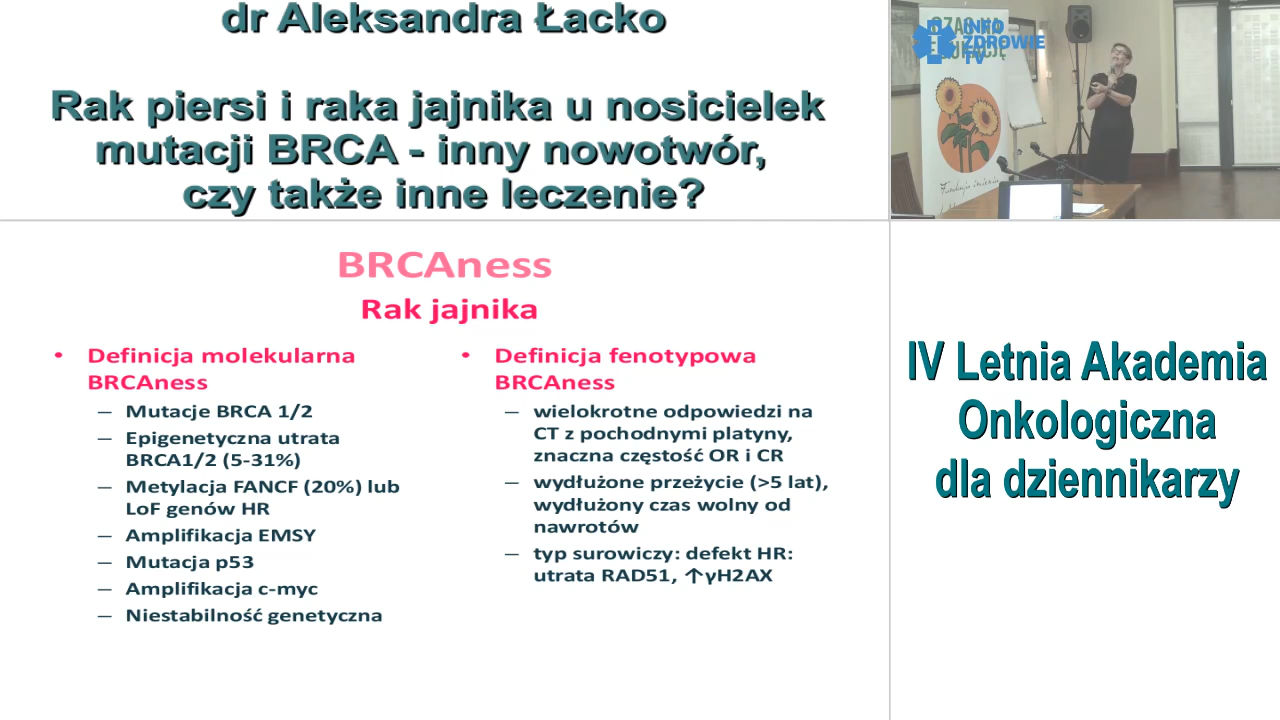 dr Aleksandra Łacko
Rak piersi i raka jajnika u nosicielek
mutacji BRCA - inny nowotwór,
czy także inne leczenie?
CZAS NA
EDUKACJĘ
INFO
ZDROWIE
TV
Fundacja
BRCAness
Rak jajnika
• Definicja molekularna
BRCAness
– Mutacje BRCA 1/2
– Epigenetyczna utrata
BRCA1/2 (5-31%)
– Metylacja FANCF (20%) lub
LoF genów HR
– Amplifikacja EMSY
– Mutacja p53
– Amplifikacja c-myc
– Niestabilność genetyczna
• Definicja fenotypowa
BRCAness
– wielokrotne odpowiedzi na
CT z pochodnymi platyny,
znaczna częstość OR i CR
– wydłużone przeżycie (>5 lat),
wydłużony czas wolny od
nawrotów
– typ surowiczy: defekt HR:
utrata RAD51, ↑γH2AX
IV Letnia Akademia
Onkologiczna
dla dziennikarzy